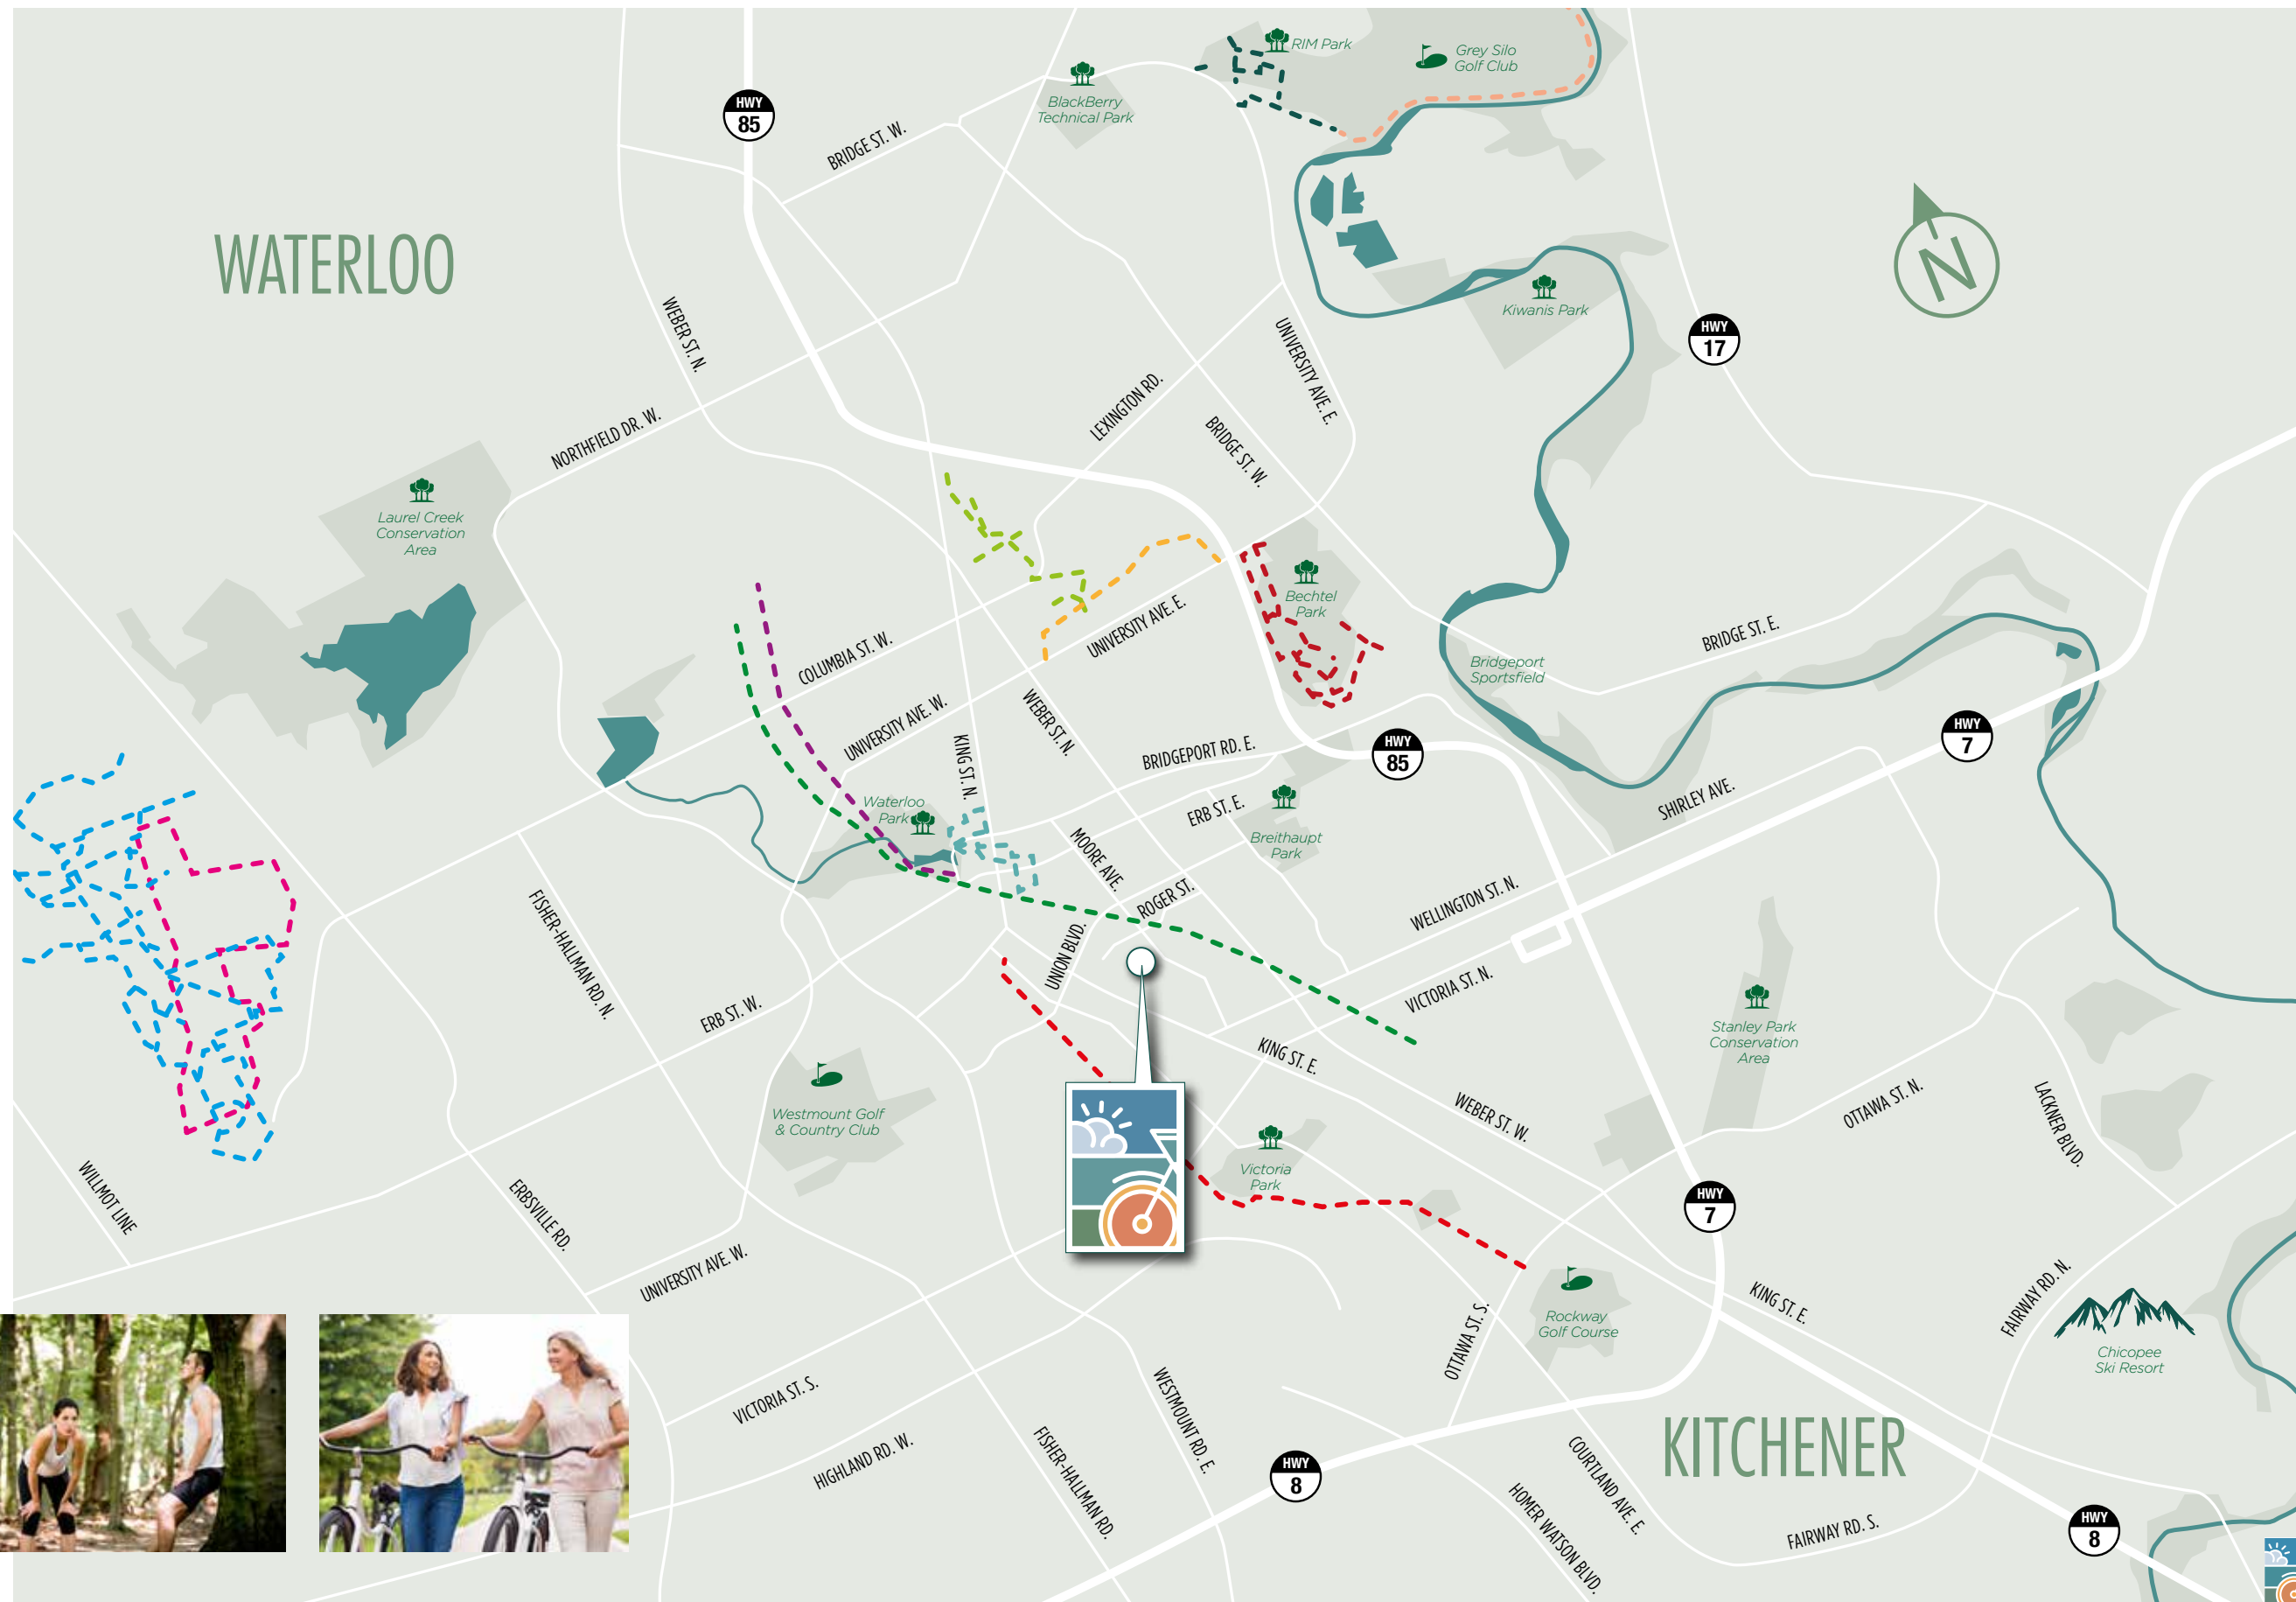 RIM Park
Grey Silo
Golf Club
BlackBerry
Technical Park
HWY
85
BRIDGE ST. W.
WATERLOO
N
WEBER ST. N.
Kiwanis Park
HWY
17
UNIVERSITY AVE. E.
LEXINGTON RD.
NORTHFIELD DR. W.
BRIDGE ST. W.
Laurel Creek
Conservation
Area
Bechtel
Park
UNIVERSITY AVE. E.
COLUMBIA ST. W.
BRIDGE ST. E.
Bridgeport
Sportsfield
UNIVERSITY AVE. W.
WEBER ST. N.
KING ST. N.
BRIDGEPORT RD. E.
HWY
85
HWY
7
Waterloo
Park
ERB ST. E.
SHIRLEY AVE.
Breithaupt
Park
MOORE AVE.
ROGER ST.
WELLINGTON ST. N.
FISHER-HALLMAN RD. N.
UNION BLVD.
VICTORIA ST. N.
ERB ST. W.
Stanley Park
Conservation
Area
KING ST. E.
Westmount Golf
& Country Club
WEBER ST. W.
OTTAWA ST. N.
LACKNER BLVD.
Victoria
Park
WILLMOT LINE
ERBSVILLE RD.
HWY
7
UNIVERSITY AVE. W.
KING ST. E.
FAIRWAY RD. N.
Rockway
Golf Course
OTTAWA ST. S.
Chicopee
Ski Resort
VICTORIA ST. S.
WESTMOUNT RD. E.
HIGHLAND RD. W.
FISHER-HALLMAN RD.
KITCHENER
HWY
8
COURTLAND AVE. E.
HOMER WATSON BLVD.
FAIRWAY RD. S.
HWY
8